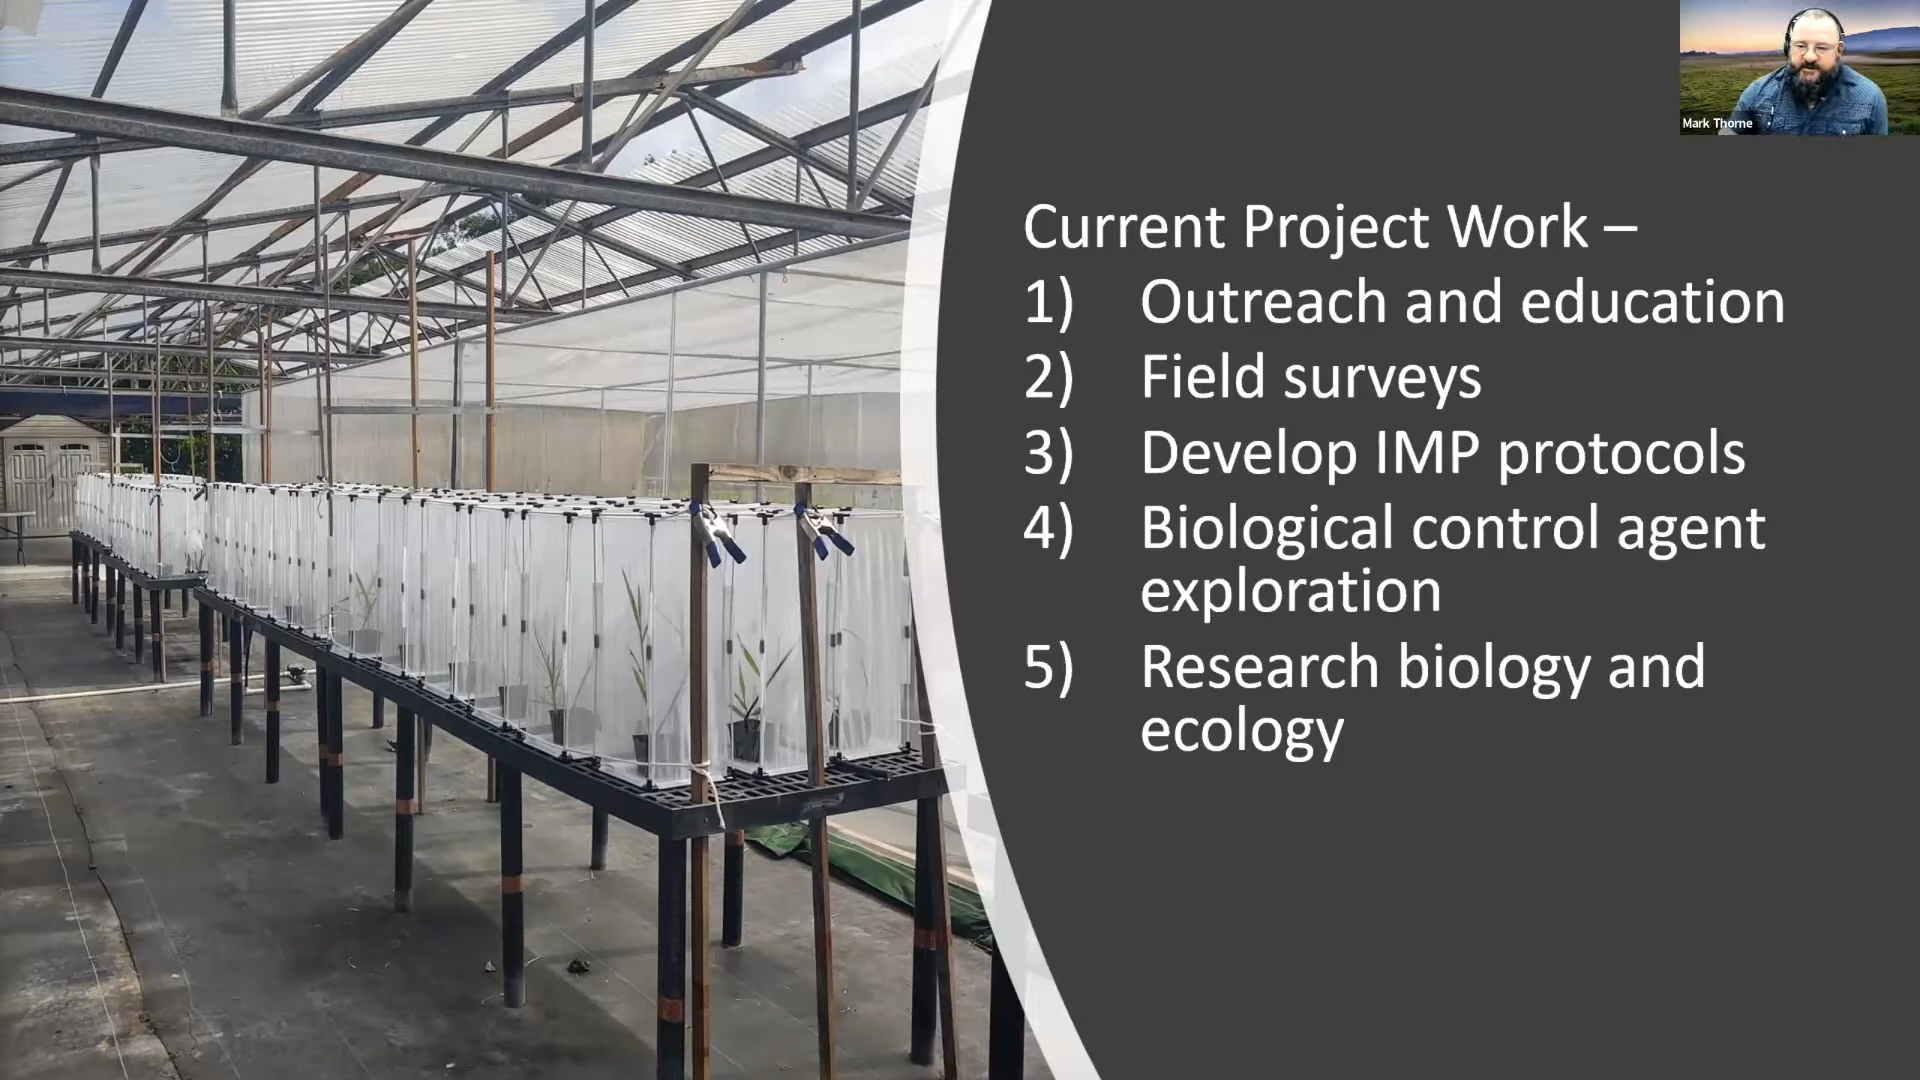 Mark Thorne
Current Project Work –
1) Outreach and education
2) Field surveys
3) Develop IMP protocols
4) Biological control agent
exploration
5) Research biology and
ecology